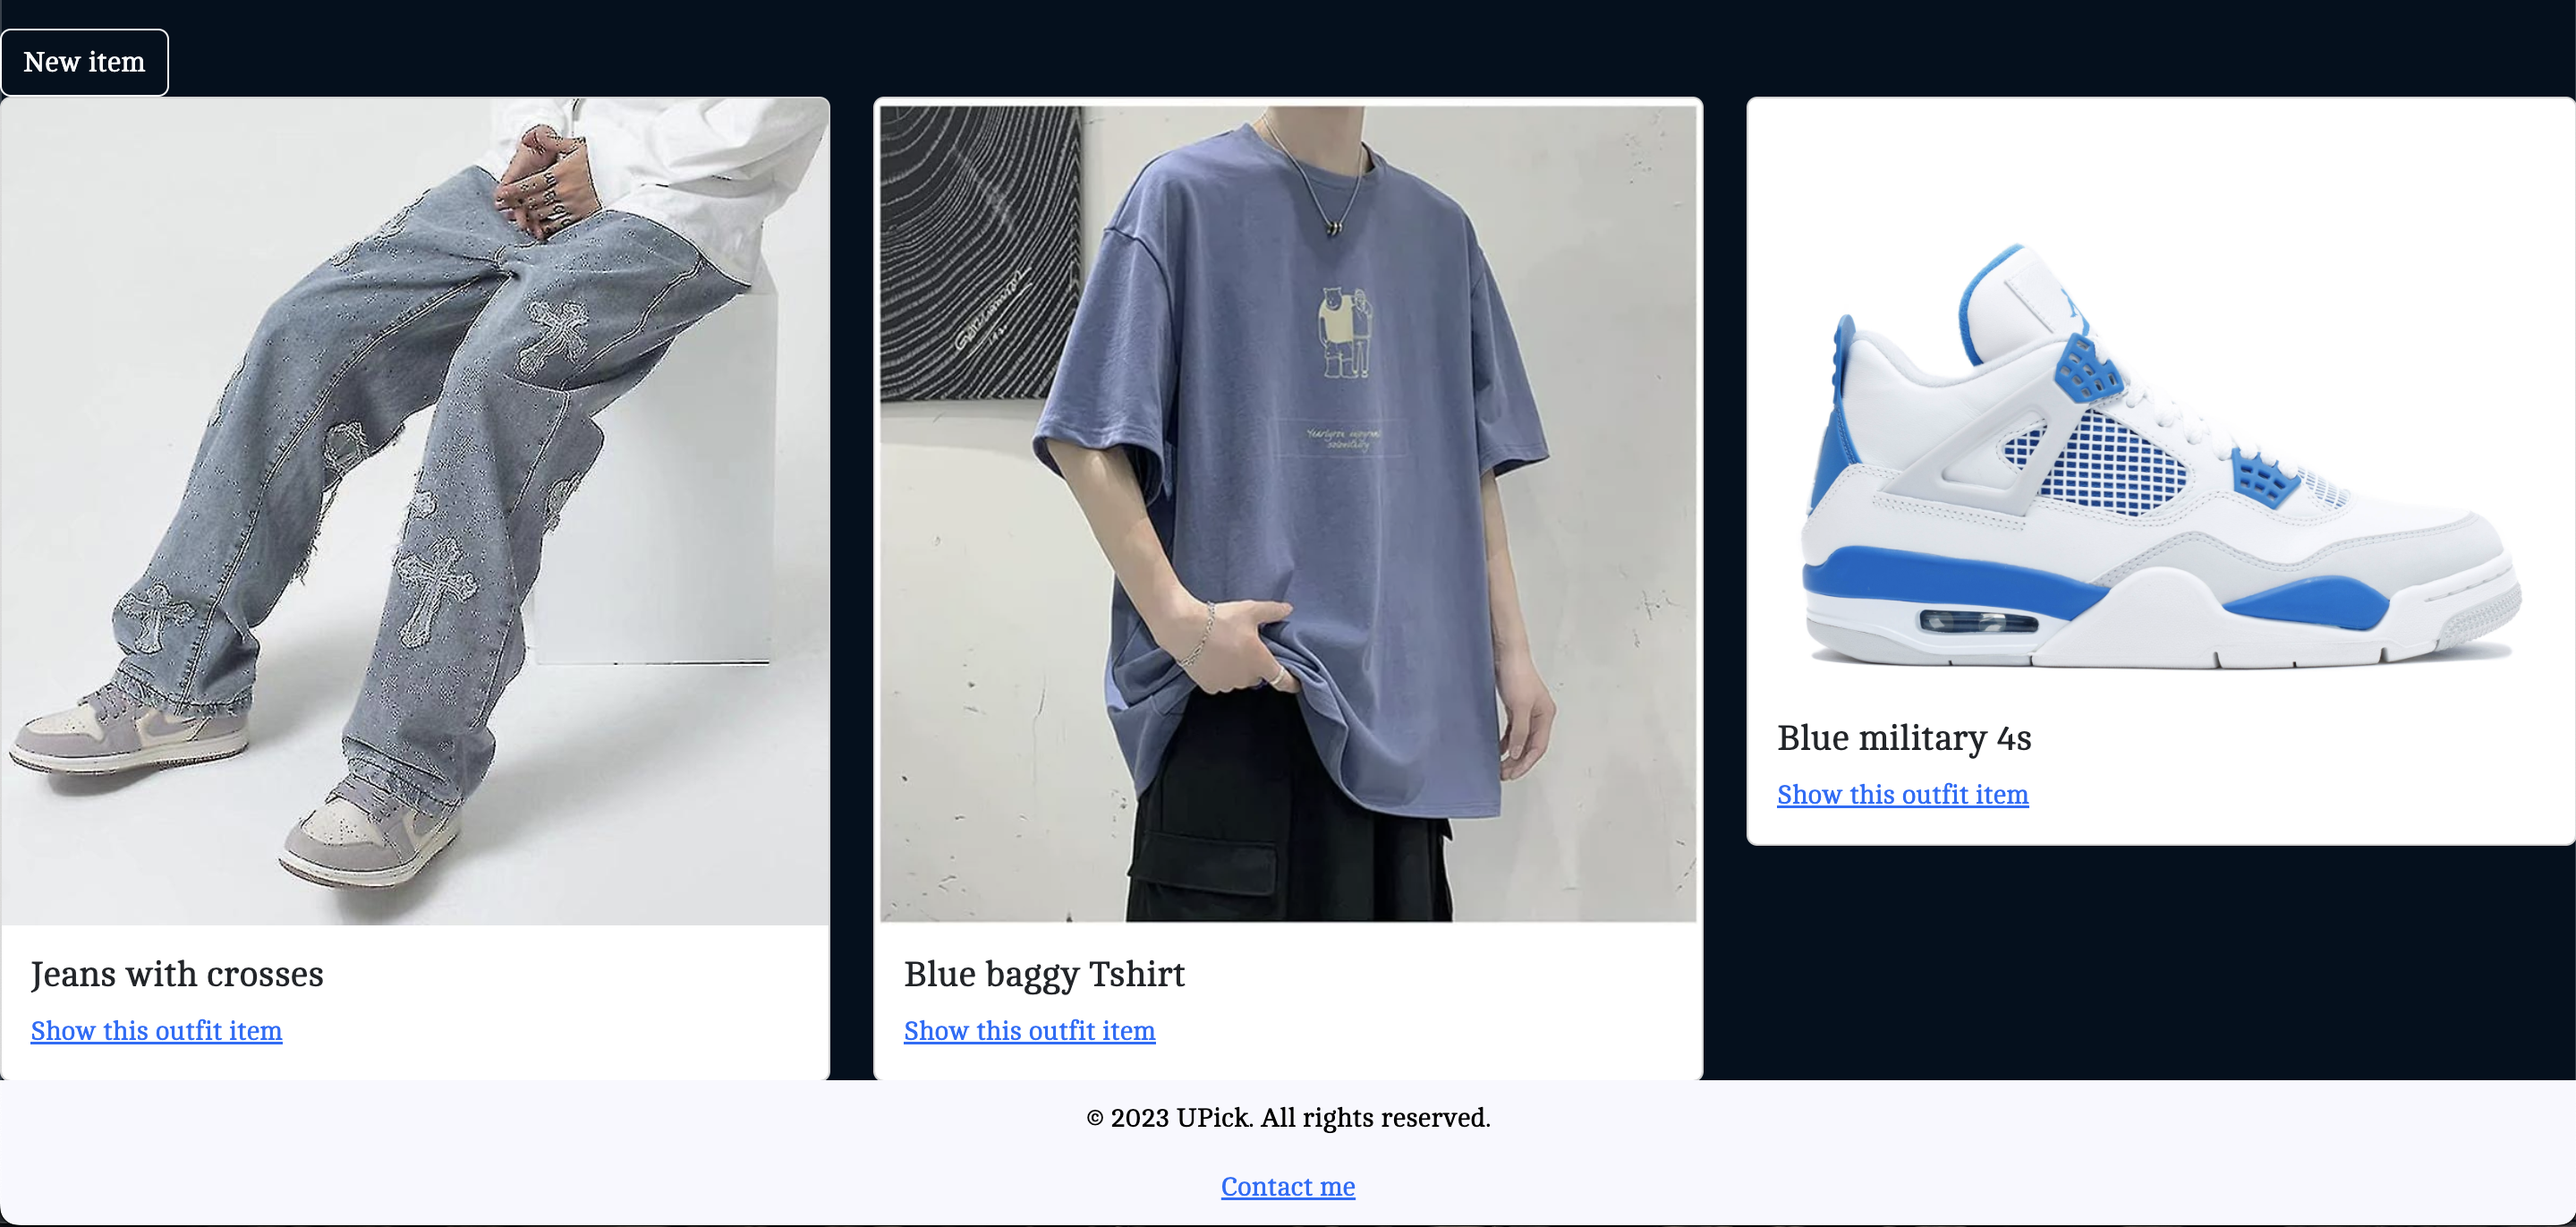 New item
Jeans with crosses
Show this outfit item
Blue baggy Tshirt
Show this outfit item
Blue military 4s
Show this outfit item
© 2023 UPick. All rights reserved.
Contact me